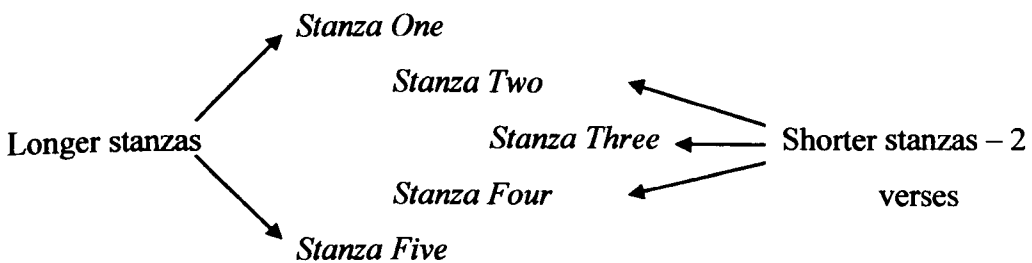 Stanza One
Stanza Two
Longer stanzas
Stanza Three
Shorter stanzas – 2
verses
Stanza Four
Stanza Five